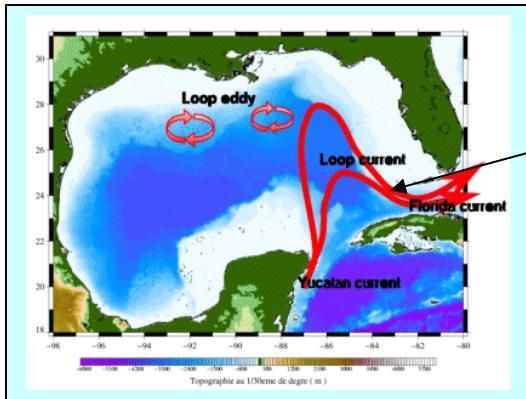 30
28
26
24
22
20
18
Loop eddy
Loop current
Florida current
Yucatan current
-96 -94 -92 -90 -88 -86 -84 -82 -80
Topographie au 1/30eme de degre ( m )